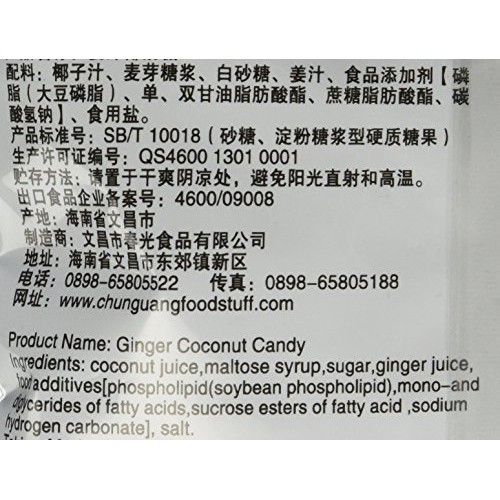 配料：椰子汁、麦芽糖浆、白砂糖、姜汁、食品添加剂【磷
脂（大豆磷脂）、单、双甘油脂肪酸酯、蔗糖脂肪酸酯、碳
酸氢钠】、食用盐。
产品标准号：SB/T 10018（砂糖、淀粉糖浆型硬质糖果）
生产许可证编号：QS4600 1301 0001
贮存方法：请置于干爽阴凉处，避免阳光直射和高温。
出口食品企业备案号：4600/09008
产地：海南省文昌市
制造商：文昌市春光食品有限公司
地址：海南省文昌市东郊镇新区
电话：0898-65805522 传真：0898-65805188
网址：www.chunguangfoodstuff.com
Product Name: Ginger Coconut Candy
Ingredients: coconut juice,maltose syrup,sugar,ginger juice,
food additives[phospholipid(soybean phospholipid),mono-and
diglycerides of fatty acids,sucrose esters of fatty acid ,sodium
hydrogen carbonate], salt.